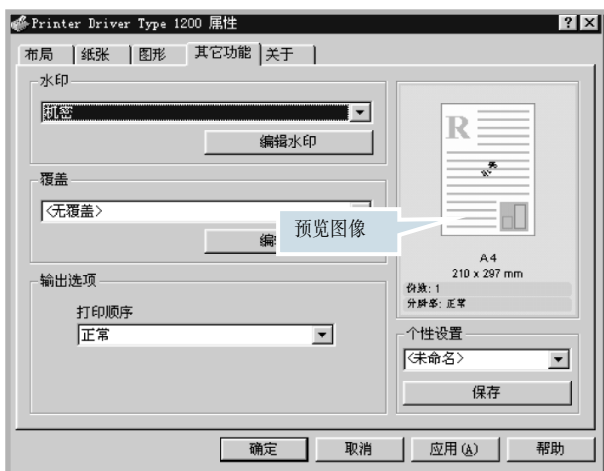 Printer Driver Type 1200 属性
布局
纸张
图形
其它功能
关于
水印
机密
编辑水印
覆盖
<无覆盖>
编
输出选项
打印顺序
正常
预览图像
R
A4
210 x 297 mm
份数: 1
分辨率: 正常
个性设置
<未命名>
保存
确定
取消
应用(A)
帮助